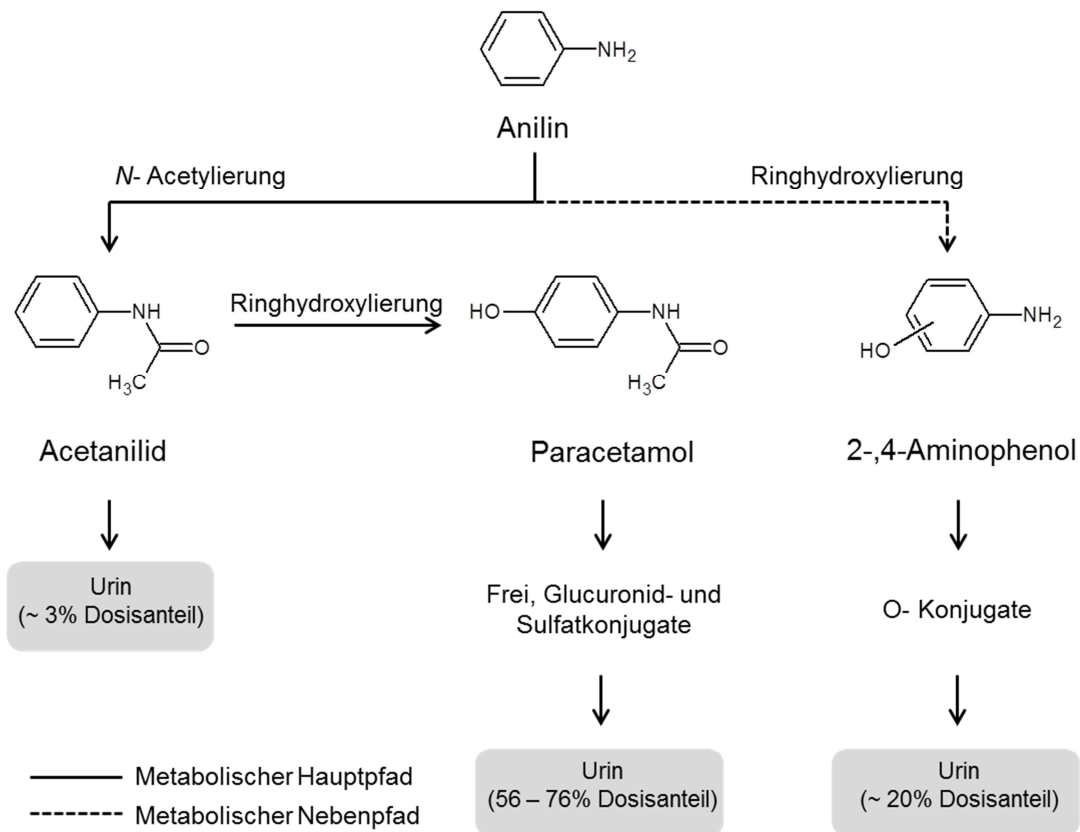 NH2
Anilin
N- Acetylierung
Ringhydroxylierung
NH
O
H3C
Ringhydroxylierung
HO
NH
O
H3C
NH2
HO
Acetanilid
Paracetamol
2-,4-Aminophenol
Urin
(~ 3% Dosisanteil)
Frei, Glucuronid- und
Sulfatkonjugate
O- Konjugate
Urin
(56 – 76% Dosisanteil)
Urin
(~ 20% Dosisanteil)
Metabolischer Hauptpfad
Metabolischer Nebenpfad